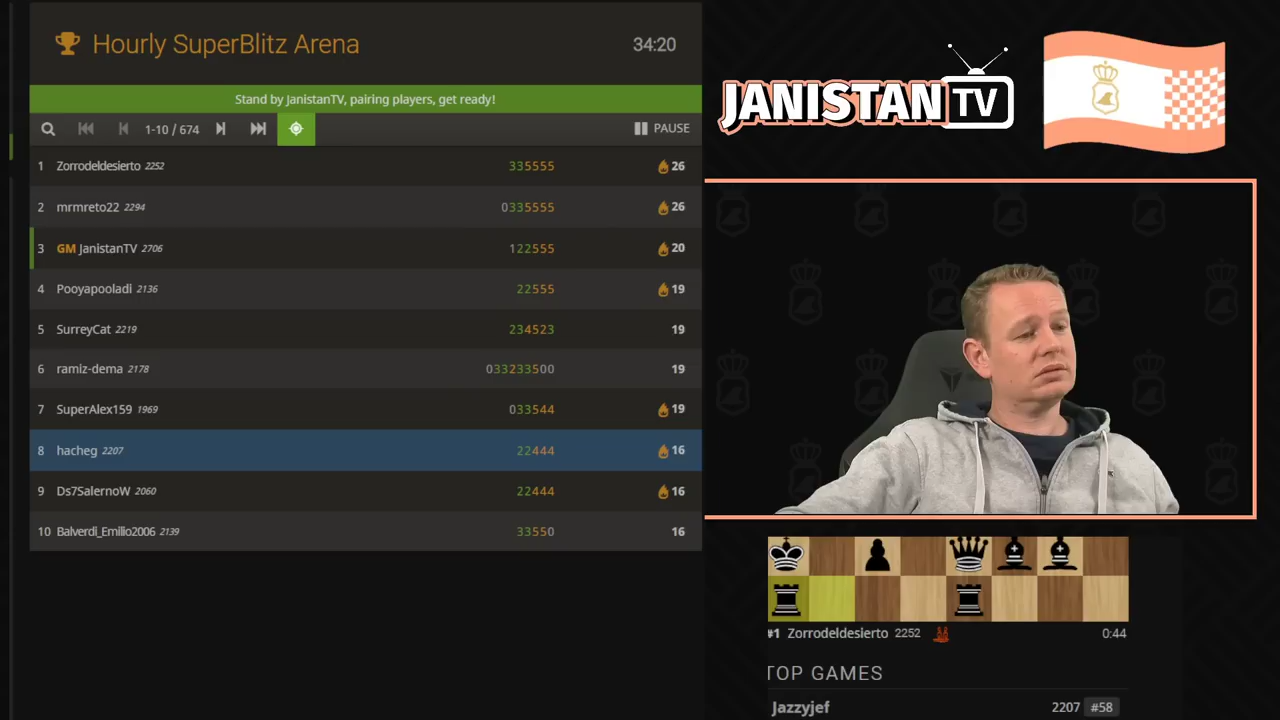 Hourly SuperBlitz Arena
34:20
Stand by JanistanTV, pairing players, get ready!
1-10 / 674
PAUSE
1 Zorrodeldesierto 2252 335555 26
2 mrmreto22 2294 0335555 26
3 GM JanistanTV 2706 122555 20
4 Pooyapooladi 2136 22555 19
5 SurreyCat 2219 234523 19
6 ramiz-dema 2178 033233500 19
7 SuperAlex159 1969 033544 19
8 hacheg 2207 22444 16
9 Ds7SalernoW 2060 22444 16
10 Balverdi_Emilio2006 2139 33550 16
JANISTAN TV
#1 Zorrodeldesierto 2252 0:44
TOP GAMES
Jazzyjef 2207 #58